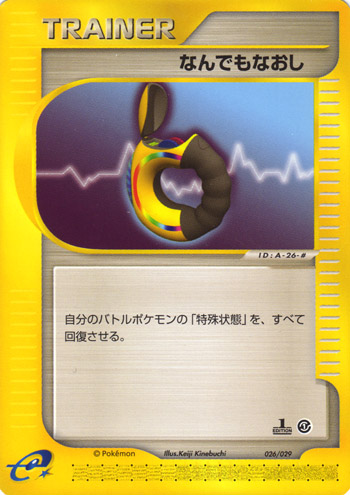 TRAINER
なんでもなおし
ID:A-26-#
自分のバトルポケモンの「特殊状態」を、すべて
回復させる。
1
EDITION
© Pokémon
Illus.Keiji Kinebuchi
026/029
e